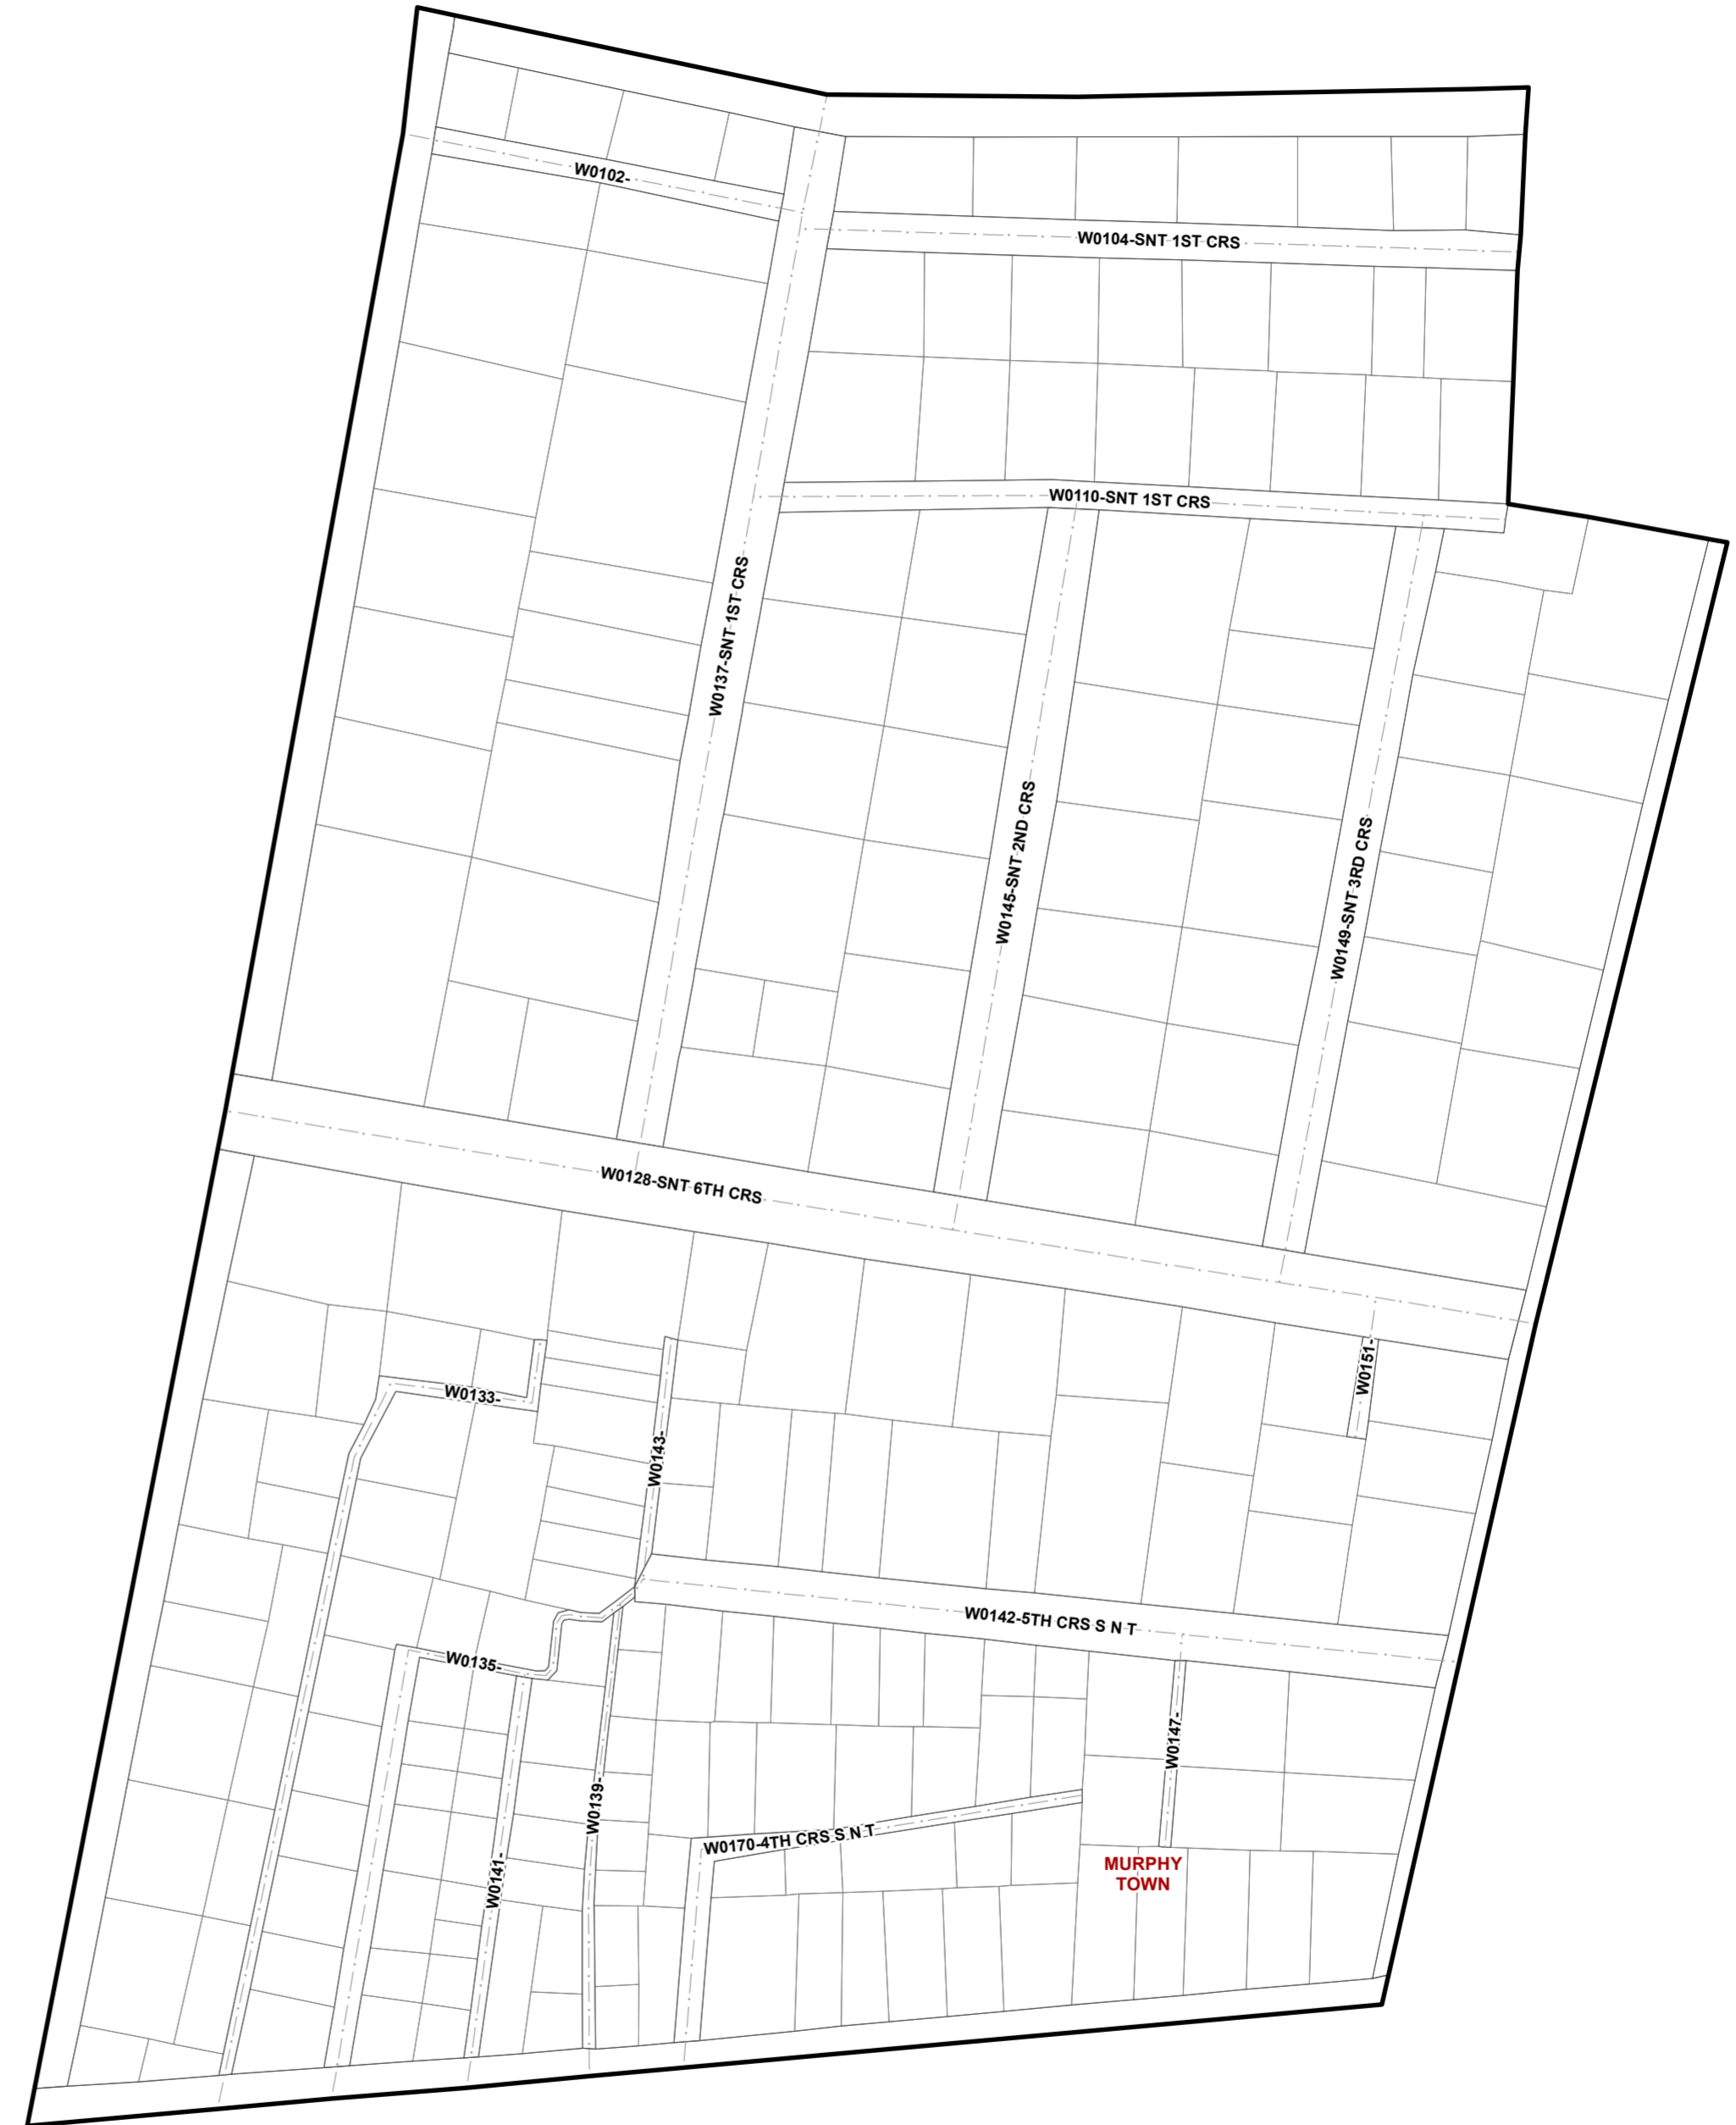 W0102-
W0104-SNT 1ST CRS
W0110-SNT 1ST CRS
W0137-SNT 1ST CRS
W0145-SNT 2ND CRS
W0149-SNT 3RD CRS
W0128-SNT 6TH CRS
W0151-
W0133-
W0143-
W0142-5TH CRS S N T
W0135-
W0147-
W0139-
W0170-4TH CRS S N T
W0141-
MURPHY
TOWN